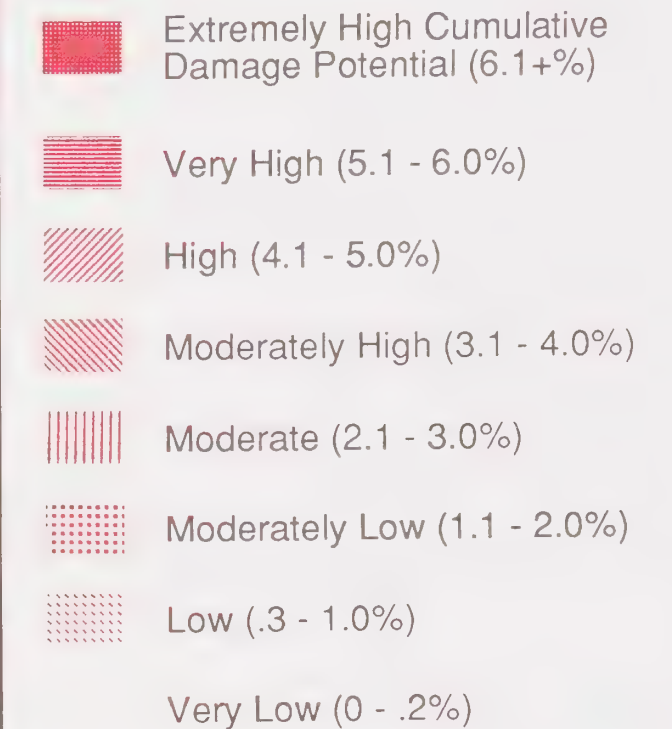 Extremely High Cumulative
Damage Potential (6.1+%)
Very High (5.1 - 6.0%)
High (4.1 - 5.0%)
Moderately High (3.1 - 4.0%)
Moderate (2.1 - 3.0%)
Moderately Low (1.1 - 2.0%)
Low (.3 - 1.0%)
Very Low (0 - .2%)